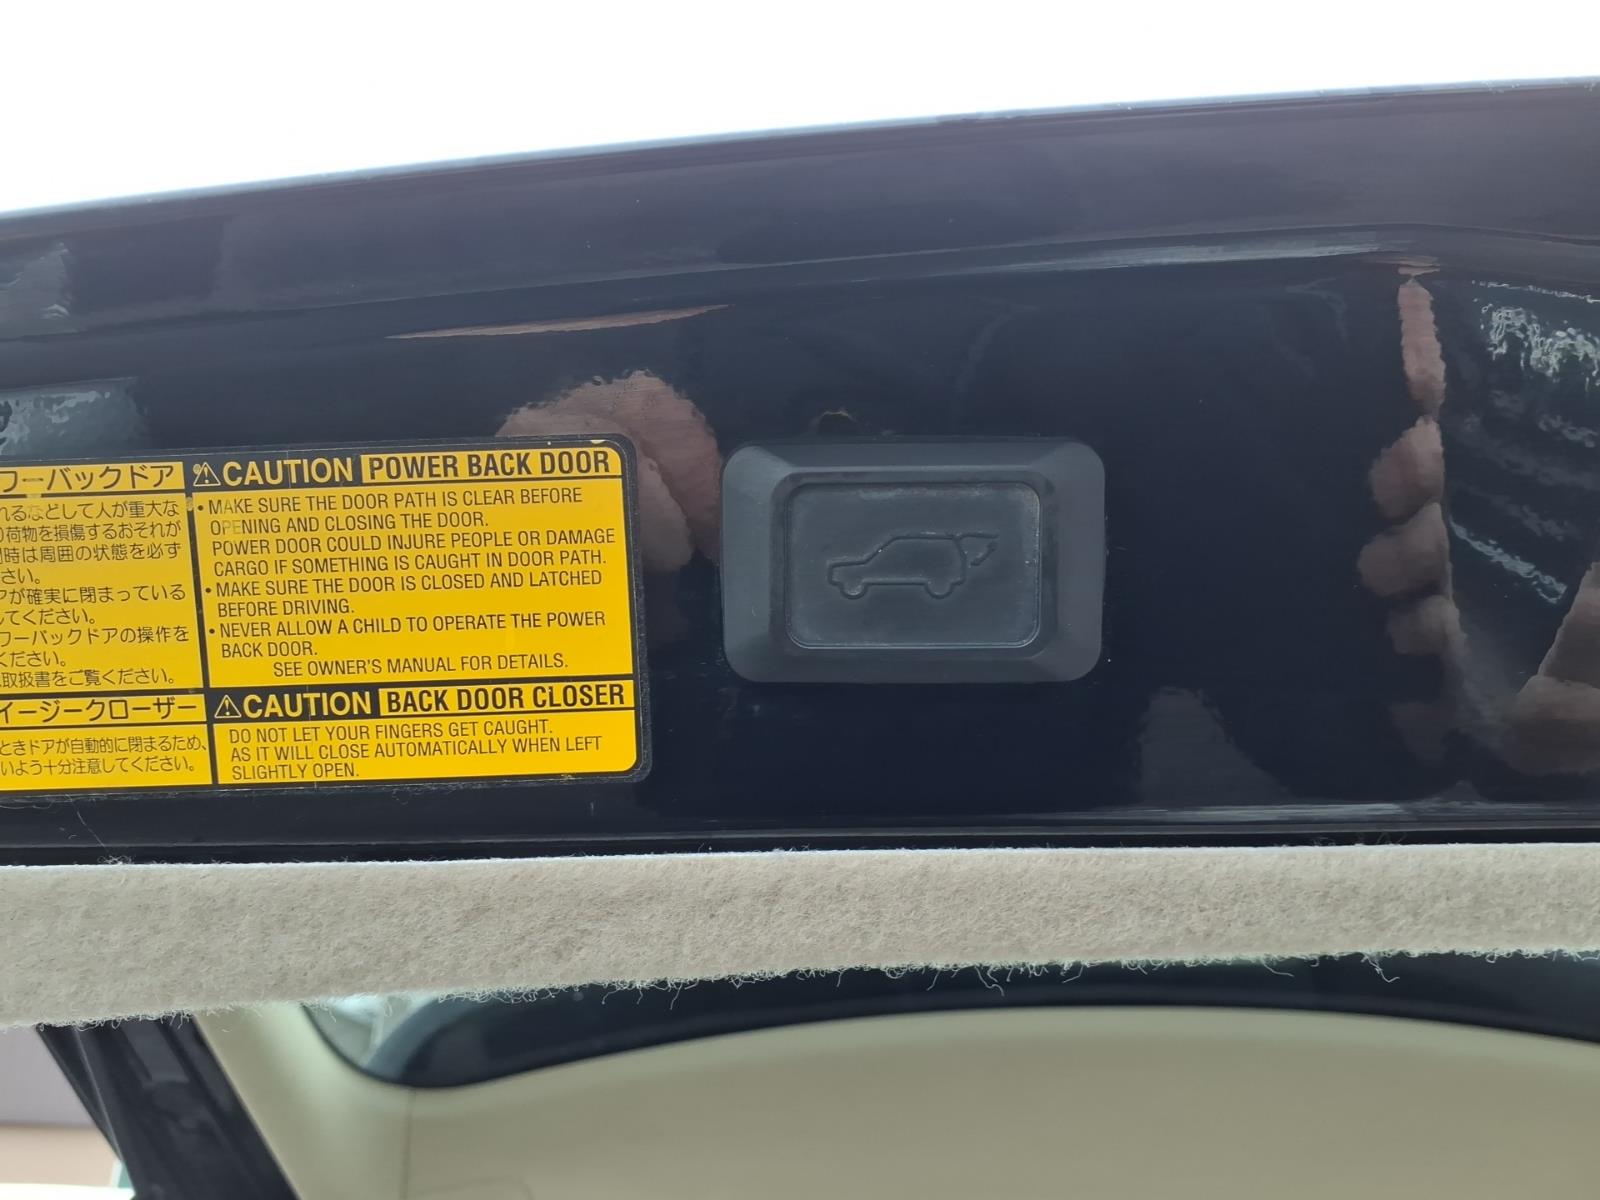 ワーバックドア
れるなどして人が重大な
荷物を損傷するおそれが
時は周囲の状態を必ず
さい。
アが確実に閉まっている
してください。
ワーバックドアの操作を
ください。
取扱書をご覧ください。
イージークローザー
ときドアが自動的に閉まるため、
いよう十分注意してください。
⚠CAUTION POWER BACK DOOR
• MAKE SURE THE DOOR PATH IS CLEAR BEFORE
OPENING AND CLOSING THE DOOR.
POWER DOOR COULD INJURE PEOPLE OR DAMAGE
CARGO IF SOMETHING IS CAUGHT IN DOOR PATH.
• MAKE SURE THE DOOR IS CLOSED AND LATCHED
BEFORE DRIVING.
• NEVER ALLOW A CHILD TO OPERATE THE POWER
BACK DOOR.
SEE OWNER'S MANUAL FOR DETAILS.
⚠CAUTION BACK DOOR CLOSER
DO NOT LET YOUR FINGERS GET CAUGHT.
AS IT WILL CLOSE AUTOMATICALLY WHEN LEFT
SLIGHTLY OPEN.